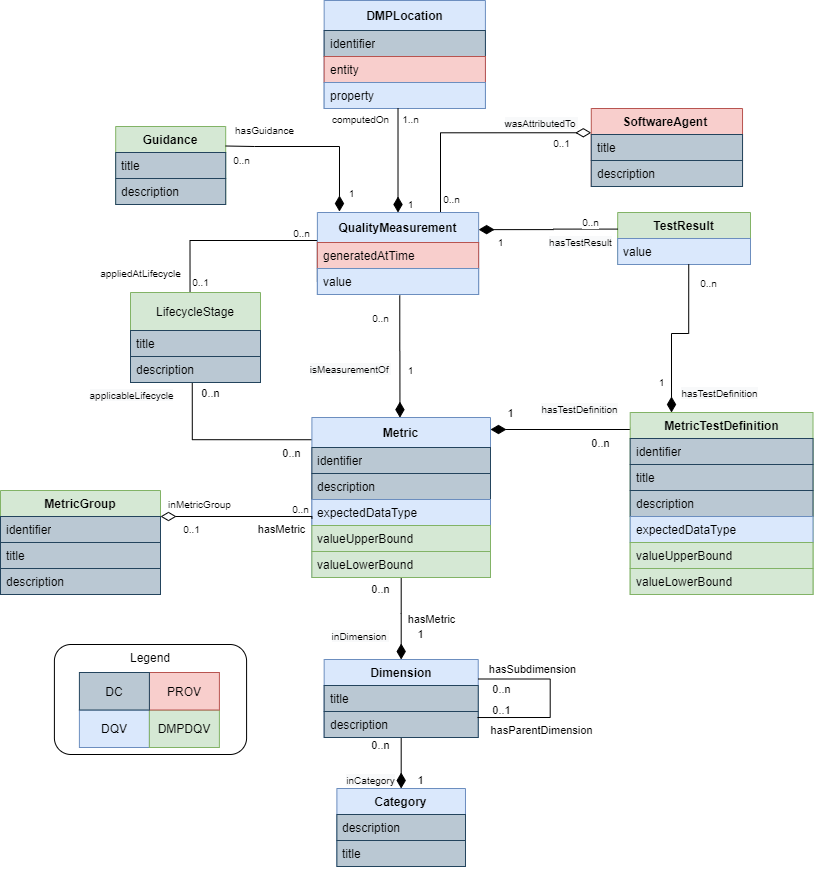 DMPLocation
identifier
entity
property
computedOn
1..n
1
Guidance
title
description
hasGuidance
0..n
1
wasAttributedTo
0..1
0..n
SoftwareAgent
title
description
QualityMeasurement
generatedAtTime
value
0..n
1
hasTestResult
TestResult
value
0..n
0..n
appliedAtLifecycle
0..1
LifecycleStage
title
description
applicableLifecycle
0..n
0..n
0..n
isMeasurementOf
1
1
hasTestDefinition
Metric
identifier
description
expectedDataType
valueUpperBound
valueLowerBound
1
hasTestDefinition
0..n
MetricTestDefinition
identifier
title
description
expectedDataType
valueUpperBound
valueLowerBound
MetricGroup
identifier
title
description
inMetricGroup
0..1
0..n
hasMetric
0..n
hasMetric
inDimension
1
Dimension
title
description
hasSubdimension
0..n
0..1
hasParentDimension
0..n
inCategory
1
Category
description
title
Legend
DC
PROV
DQV
DMPDQV